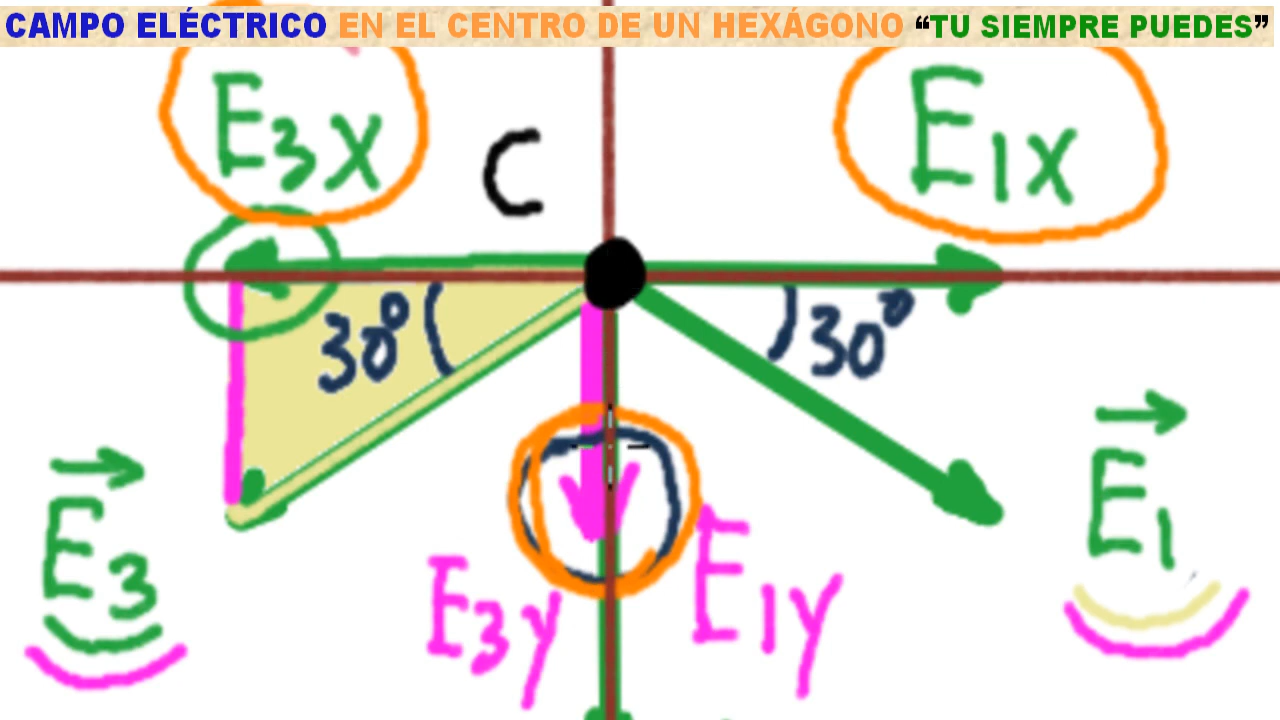 CAMPO ELÉCTRICO EN EL CENTRO DE UN HEXÁGONO “TU SIEMPRE PUEDES”
E3X
C
E1X
30°
30°
E3
E1
E3y
E1y